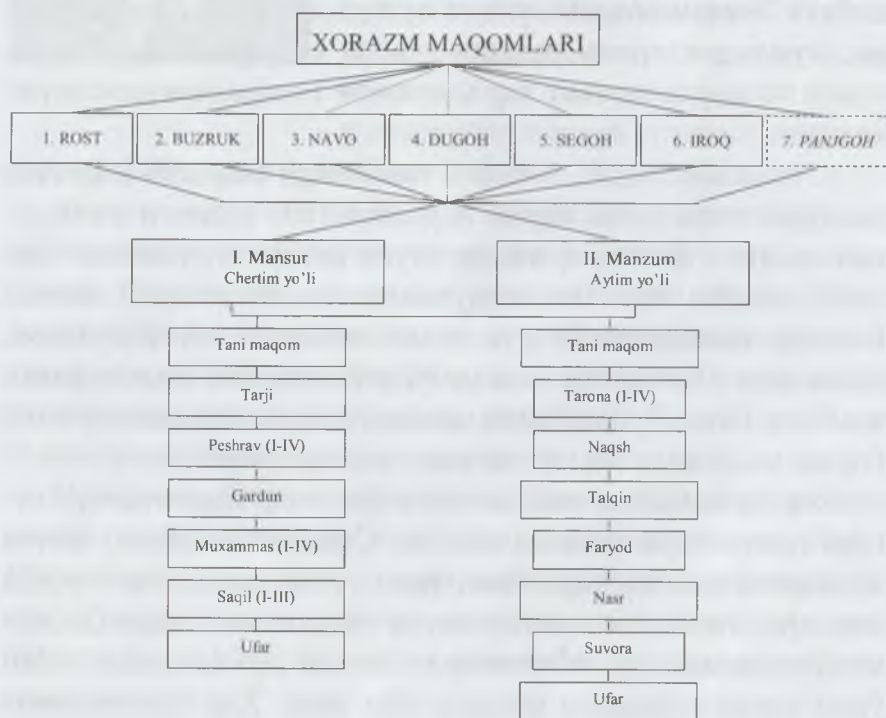 XORAZM MAQOMLARI
1. ROST
2. BUZRUK
3. NAVO
4. DUGOH
5. SEGOH
6. IROQ
7. PANJGOH
I. Mansur
Chertim yo'li
II. Manzum
Aytim yo'li
Tani maqom
Tarji
Peshrav (I-IV)
Gardun
Muxammas (I-IV)
Saqil (I-III)
Ufar
Tani maqom
Tarona (I-IV)
Naqsh
Talqin
Faryod
Nasr
Suvora
Ufar